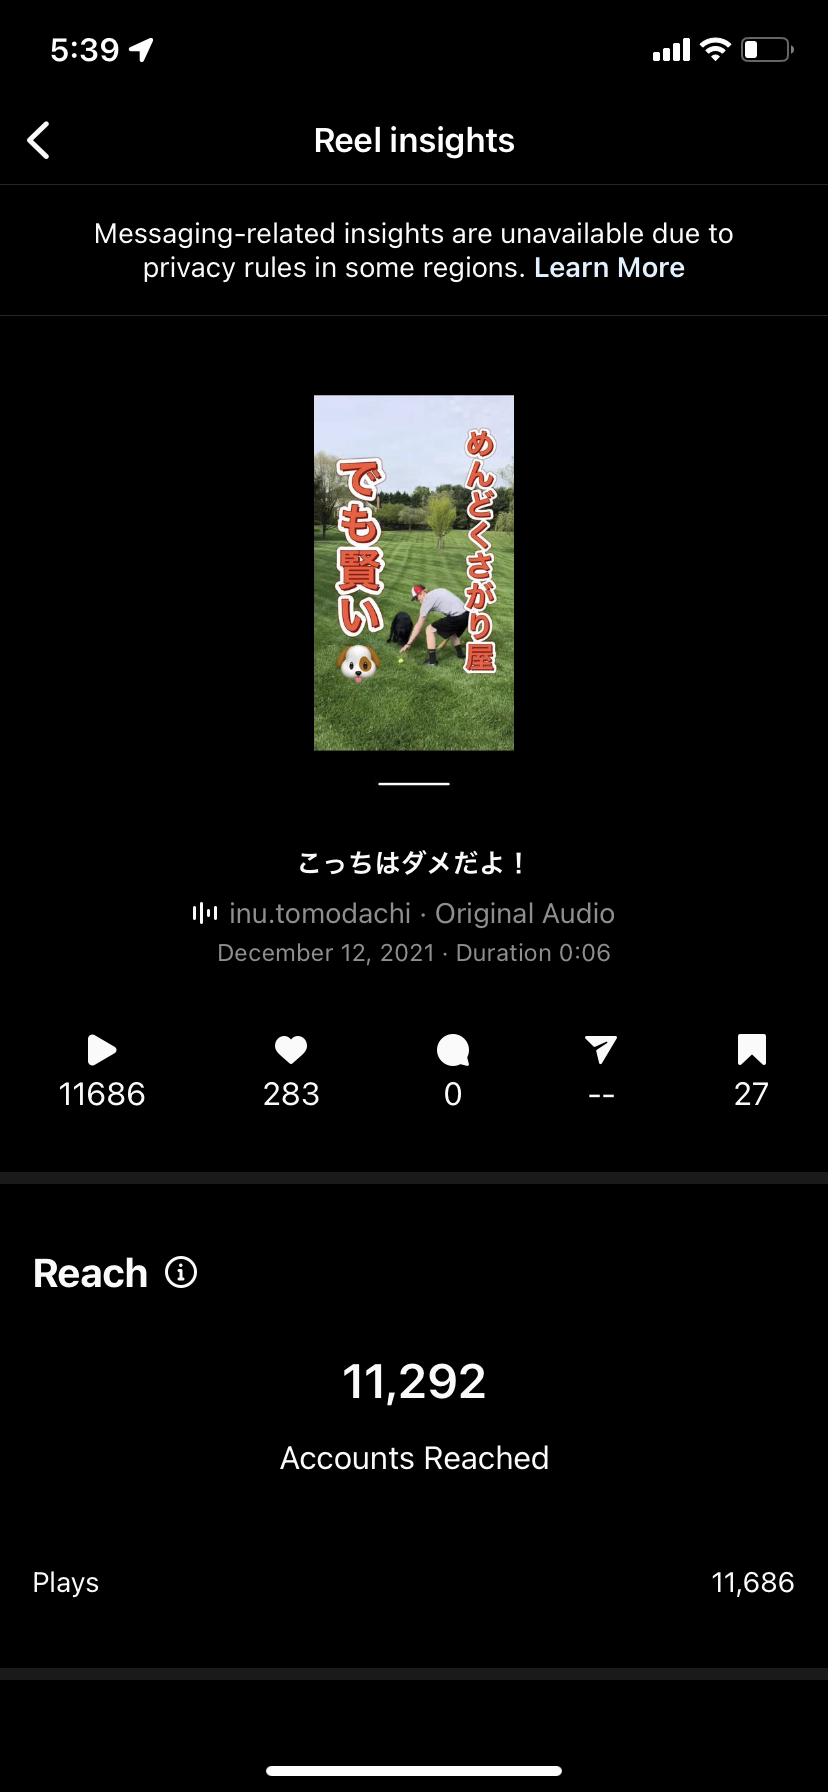 5:39
Reel insights
Messaging-related insights are unavailable due to
privacy rules in some regions. Learn More
めんどくさがり屋
でも賢い
こっちはダメだよ！
inu.tomodachi · Original Audio
December 12, 2021 · Duration 0:06
11686 283 0 -- 27
Reach
11,292
Accounts Reached
Plays 11,686